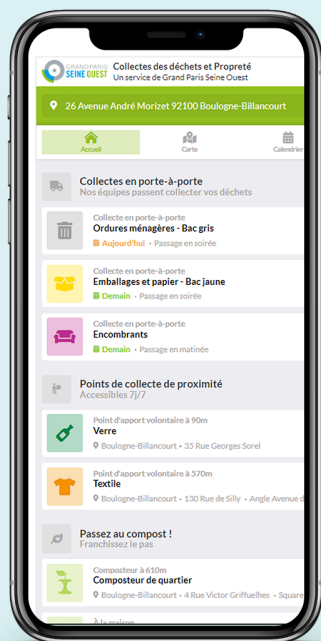 GRAND PARIS
SEINE OUEST
Collectes des déchets et Propreté
Un service de Grand Paris Seine Ouest
26 Avenue André Morizet 92100 Boulogne-Billancourt
Accueil
Carte
Calendrier
Collectes en porte-à-porte
Nos équipes passent collecter vos déchets
Collecte en porte-à-porte
Ordures ménagères - Bac gris
Aujourd'hui • Passage en soirée
Collecte en porte-à-porte
Emballages et papier - Bac jaune
Demain • Passage en soirée
Collecte en porte-à-porte
Encombrants
Demain • Passage en matinée
Points de collecte de proximité
Accessibles 7j/7
Point d'apport volontaire à 90m
Verre
Boulogne-Billancourt • 35 Rue Georges Sorel
Point d'apport volontaire à 570m
Textile
Boulogne-Billancourt • 130 Rue de Silly • Angle Avenue d
Passez au compost !
Franchissez le pas
Composteur à 610m
Composteur de quartier
Boulogne-Billancourt • 4 Rue Victor Griffuelhes • Square
À la maison